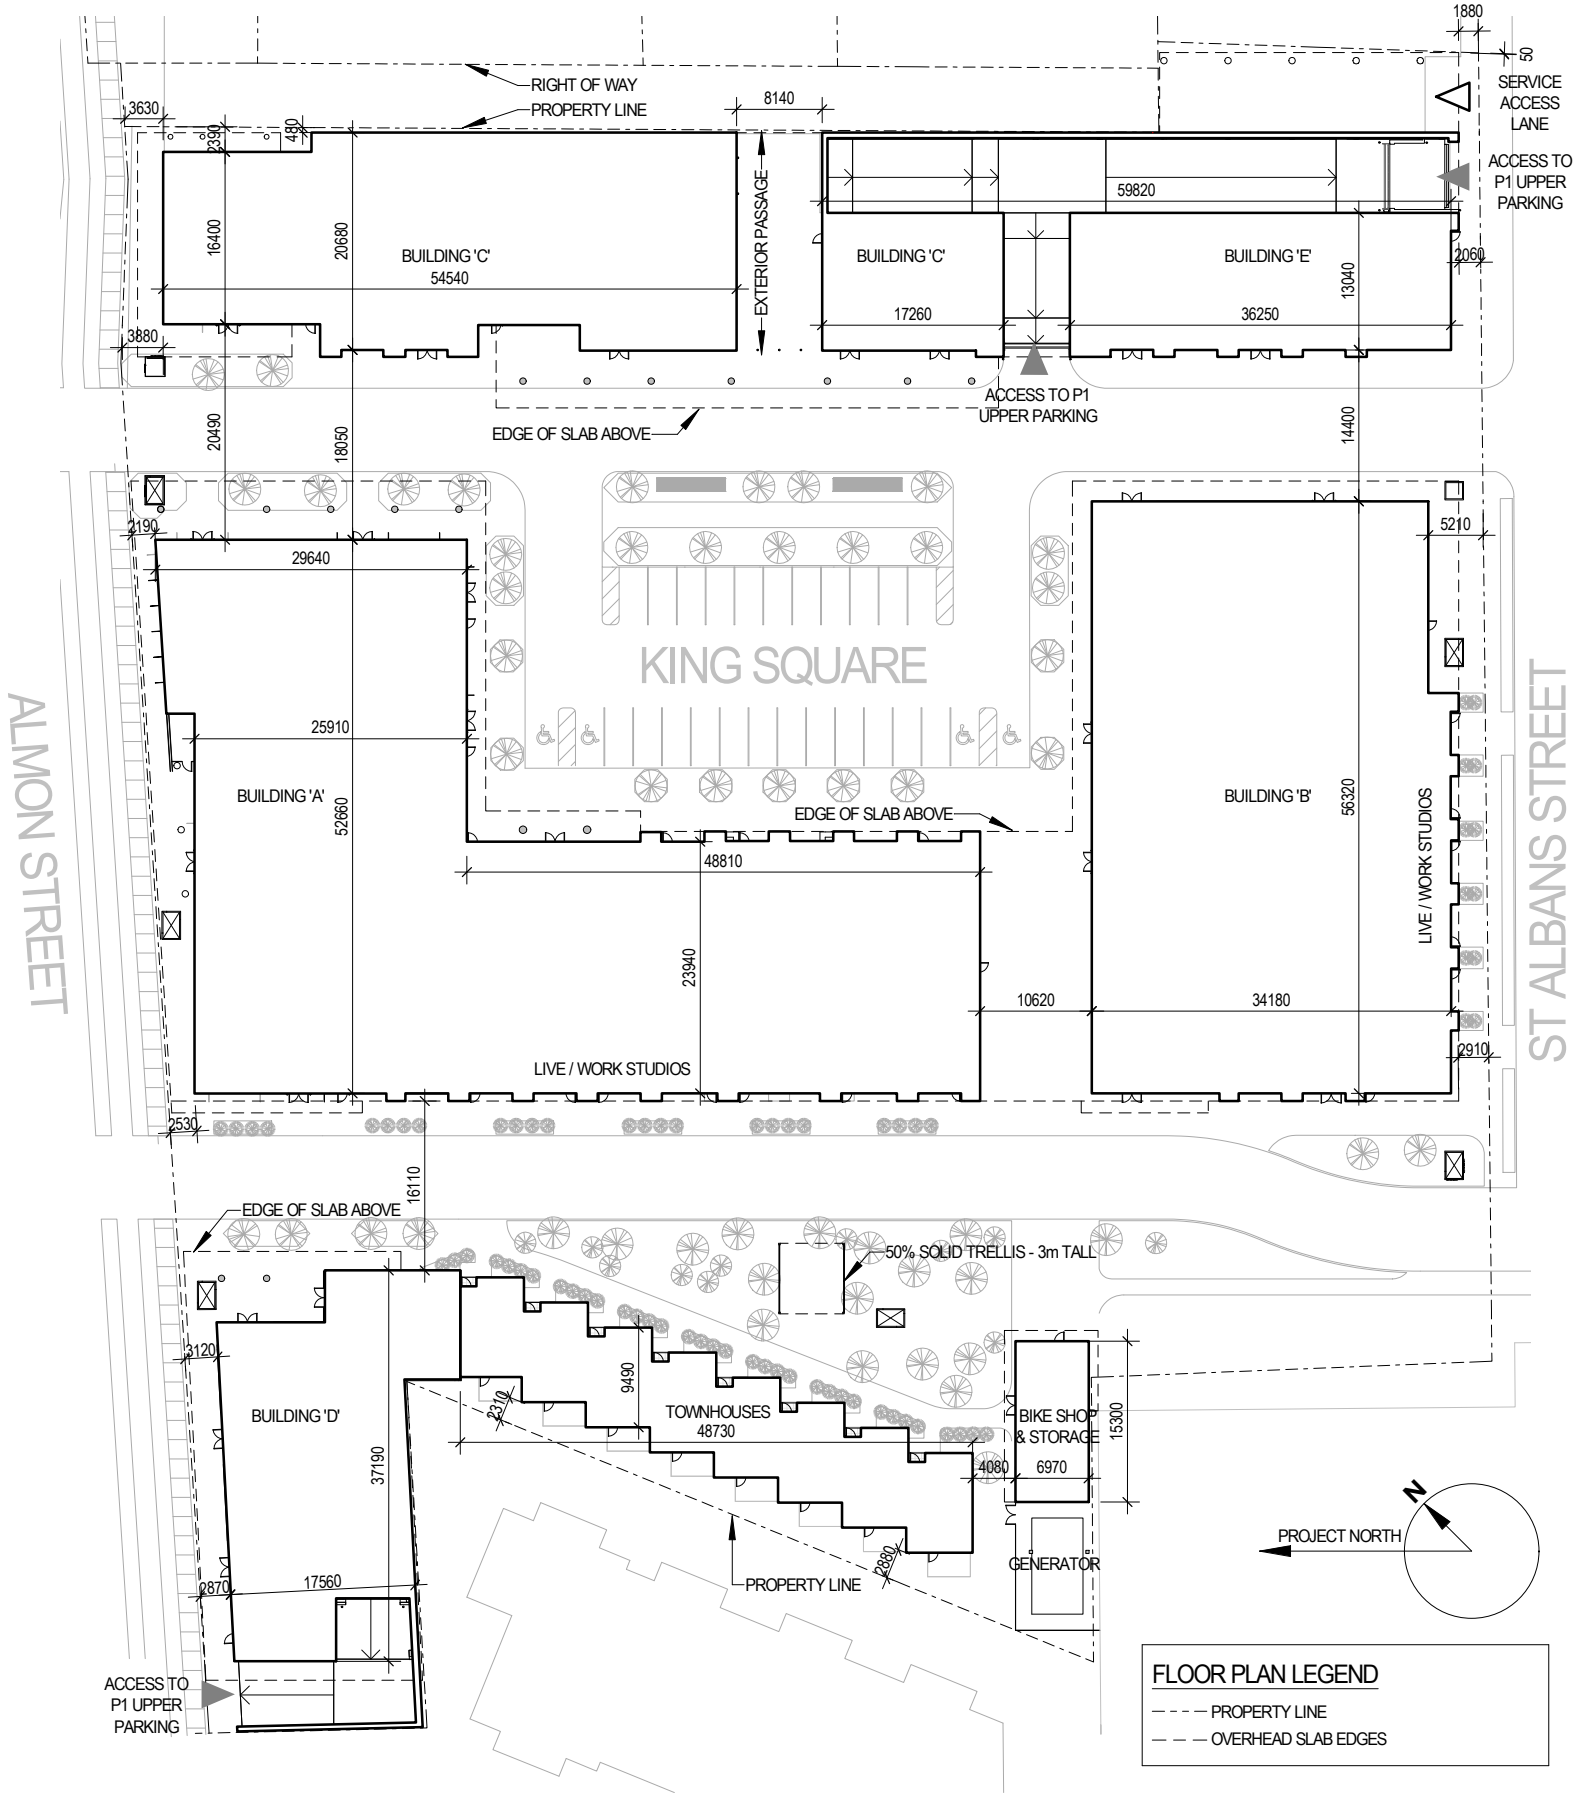 1880
50
RIGHT OF WAY
SERVICE
ACCESS
LANE
3630
8140
PROPERTY LINE
2390
480
ACCESS TO
P1 UPPER
PARKING
59820
EXTERIOR PASSAGE
16400
20680
BUILDING 'C'
54540
BUILDING 'C'
BUILDING 'E'
13040
2060
17260
36250
3880
ACCESS TO P1
UPPER PARKING
20490
18050
EDGE OF SLAB ABOVE
14400
2190
5210
29640
KING SQUARE
ALMON STREET
ST ALBANS STREET
25910
BUILDING 'A'
52660
EDGE OF SLAB ABOVE
BUILDING 'B'
56320
LIVE / WORK STUDIOS
48810
23940
10620
34180
LIVE / WORK STUDIOS
2910
2530
16110
EDGE OF SLAB ABOVE
50% SOLID TRELLIS - 3m TALL
3120
9490
2310
BUILDING 'D'
TOWNHOUSES
48730
BIKE SHOP
& STORAGE
15300
37190
4080
6970
N
PROJECT NORTH
2880
GENERATOR
2870
17560
PROPERTY LINE
ACCESS TO
P1 UPPER
PARKING
FLOOR PLAN LEGEND
PROPERTY LINE
OVERHEAD SLAB EDGES